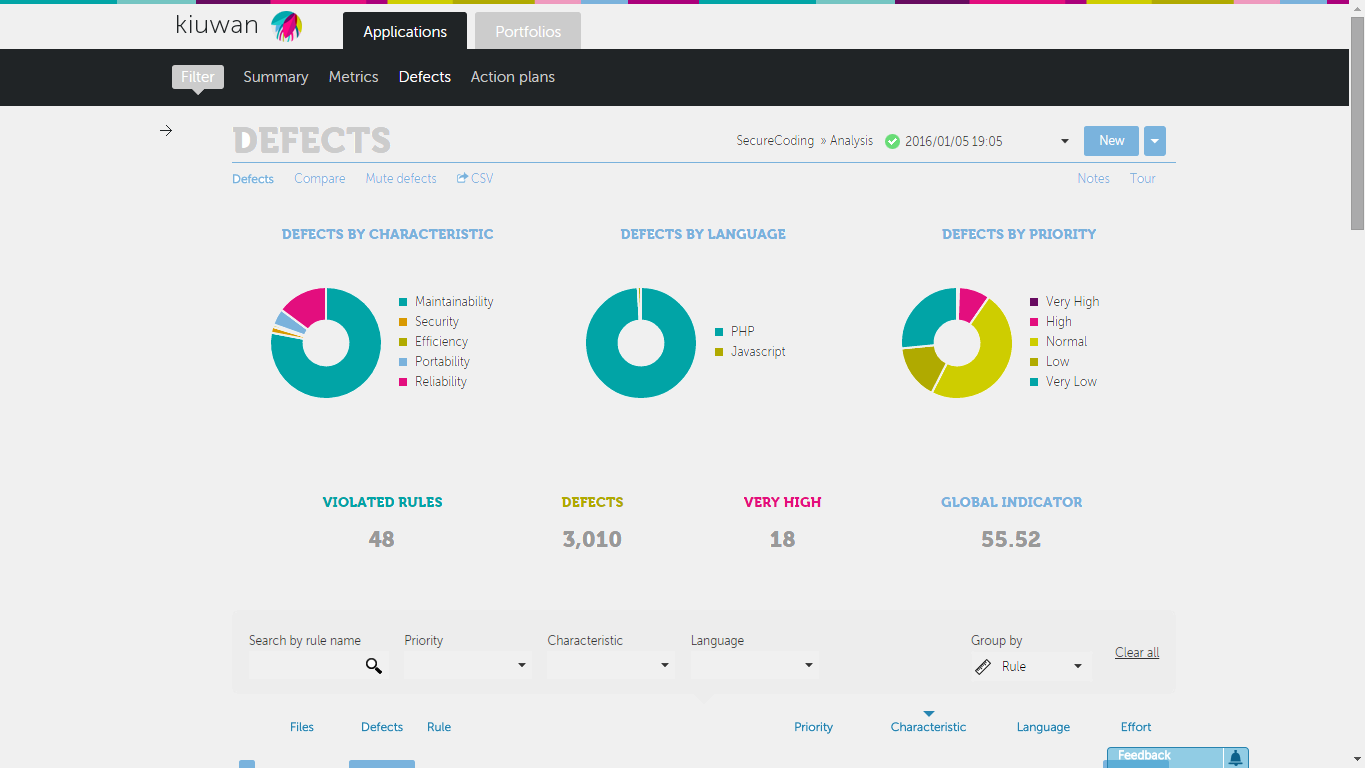 kiuwan
Applications
Portfolios
Filter
Summary
Metrics
Defects
Action plans
DEFECTS
SecureCoding » Analysis
2016/01/05 19:05
New
Defects
Compare
Mute defects
CSV
Notes
Tour
DEFECTS BY CHARACTERISTIC
Maintainability
Security
Efficiency
Portability
Reliability
DEFECTS BY LANGUAGE
PHP
Javascript
DEFECTS BY PRIORITY
Very High
High
Normal
Low
Very Low
VIOLATED RULES
48
DEFECTS
3,010
VERY HIGH
18
GLOBAL INDICATOR
55.52
Search by rule name
Priority
Characteristic
Language
Group by
Rule
Clear all
Files
Defects
Rule
Priority
Characteristic
Language
Effort
Feedback